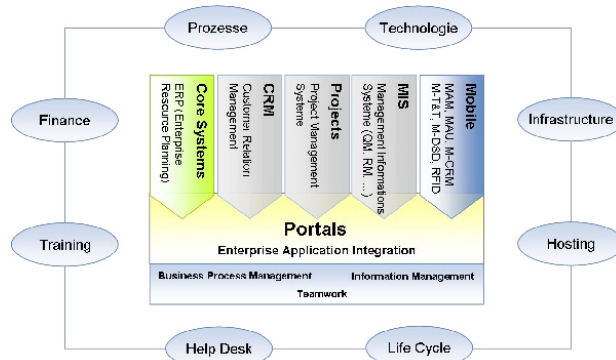 Prozesse
Technologie
Finance
Infrastructure
Core Systems
ERP (Enterprise
Resource Planning)
CRM
Customer Relation
Management
Projects
Project Management
Systeme
MIS
Management Informations
Systeme (QM, RM, ...)
Mobile
MAM, MAU, M-CRM
M-T&T, M-DSD, RFID
Portals
Enterprise Application Integration
Training
Hosting
Business Process Management
Information Management
Teamwork
Help Desk
Life Cycle